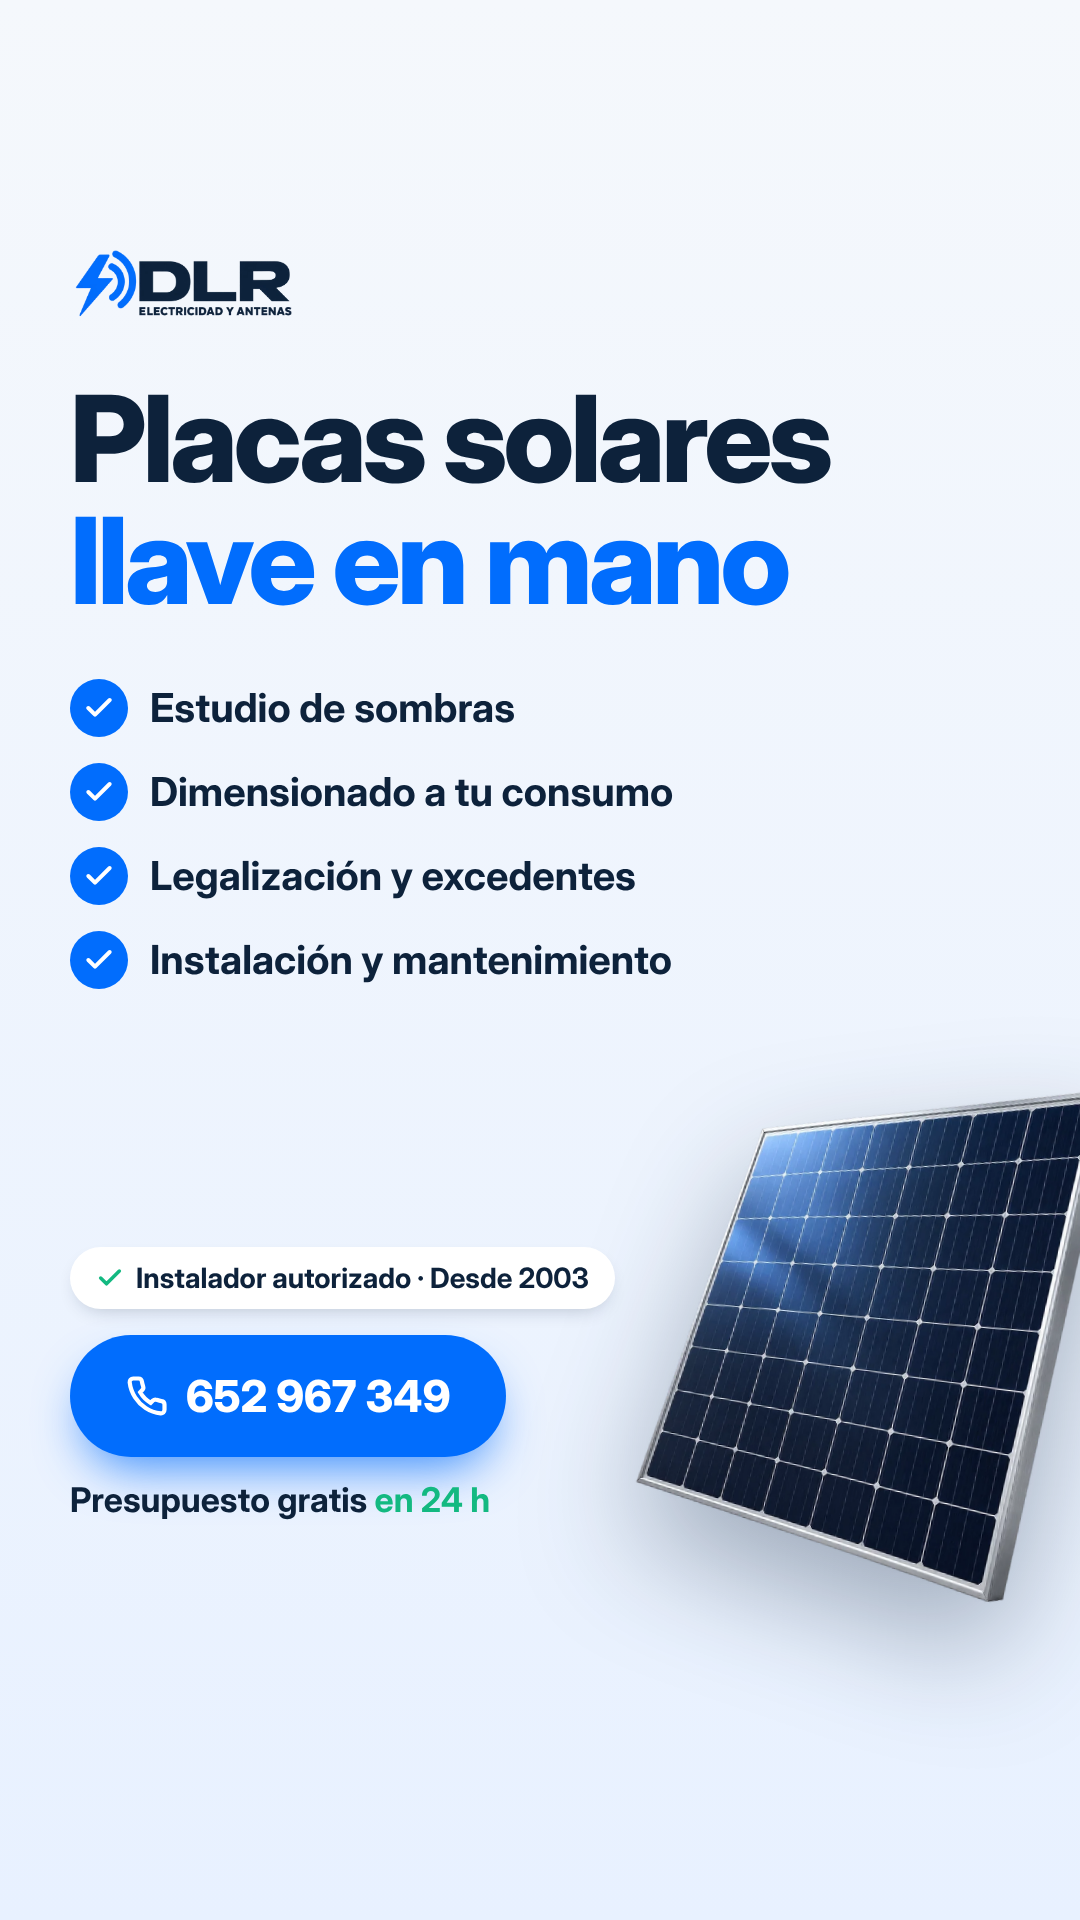 DLR
ELECTRICIDAD Y ANTENAS
Placas solares
llave en mano
Estudio de sombras
Dimensionado a tu consumo
Legalización y excedentes
Instalación y mantenimiento
Instalador autorizado · Desde 2003
652 967 349
Presupuesto gratis en 24 h